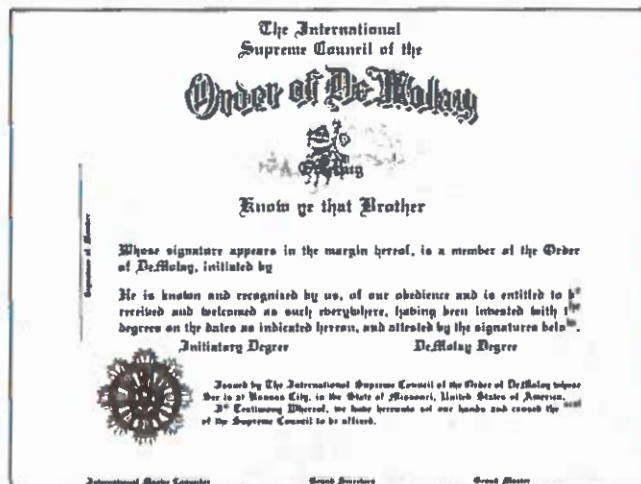 The International
Supreme Council of the
Order of DeMolay
Know ye that Brother
Signature of Member
Whose signature appears in the margin hereof, is a member of the Order
of DeMolay, initiated by
He is known and recognized by us, of our obedience and is entitled to be
received and welcomed as such everywhere, having been invested with the
degrees on the dates as indicated hereon, and attested by the signatures below.
Initiatory Degree DeMolay Degree
Issued by The International Supreme Council of the Order of DeMolay whose
See is at Kansas City, in the State of Missouri, United States of America.
In Testimony Whereof, we have hereunto set our hands and caused the seal
of the Supreme Council to be affixed.
International Master Councilor Grand Secretary Grand Master